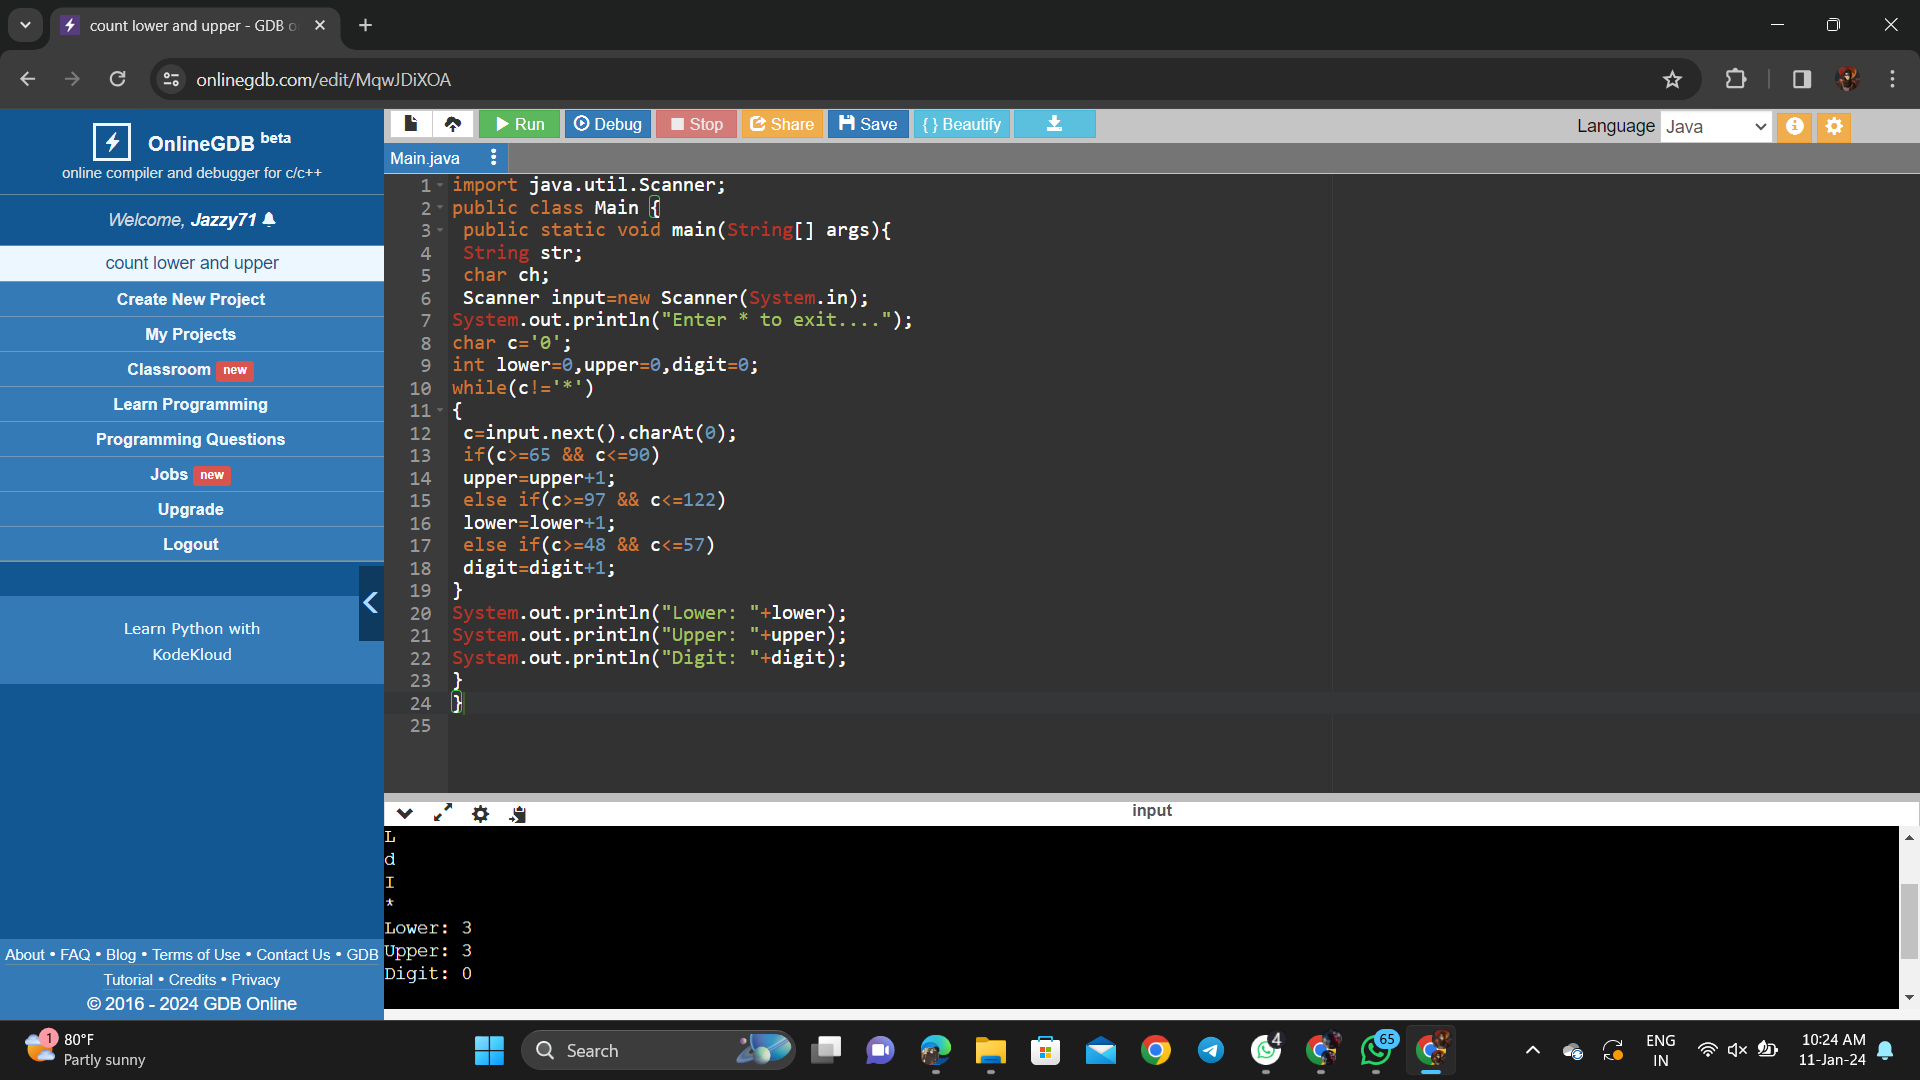 count lower and upper - GDB o
onlinegdb.com/edit/MqwJDiXOA
OnlineGDB beta
online compiler and debugger for c/c++
Welcome, Jazzy71
count lower and upper
Create New Project
My Projects
Classroom new
Learn Programming
Programming Questions
Jobs new
Upgrade
Logout
Learn Python with
KodeKloud
About • FAQ • Blog • Terms of Use • Contact Us • GDB
Tutorial • Credits • Privacy
© 2016 - 2024 GDB Online
Run Debug Stop Share Save { } Beautify Language Java
Main.java
1 import java.util.Scanner;
2 public class Main {
3 public static void main(String[] args){
4 String str;
5 char ch;
6 Scanner input=new Scanner(System.in);
7 System.out.println("Enter * to exit....");
8 char c='0';
9 int lower=0,upper=0,digit=0;
10 while(c!='*')
11 {
12 c=input.next().charAt(0);
13 if(c>=65 && c<=90)
14 upper=upper+1;
15 else if(c>=97 && c<=122)
16 lower=lower+1;
17 else if(c>=48 && c<=57)
18 digit=digit+1;
19 }
20 System.out.println("Lower: "+lower);
21 System.out.println("Upper: "+upper);
22 System.out.println("Digit: "+digit);
23 }
24 }
25
input
L
d
I
*
Lower: 3
Upper: 3
Digit: 0
1
80°F
Partly sunny
Search
4
65
ENG
IN
10:24 AM
11-Jan-24